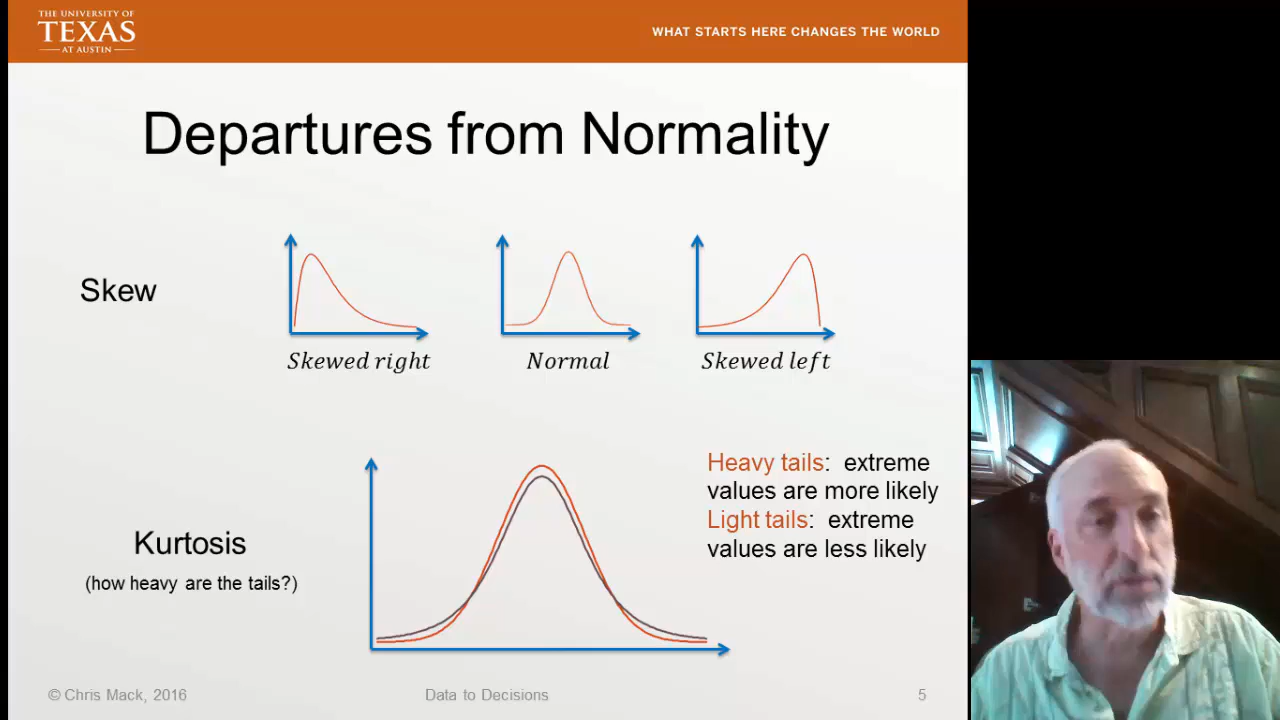 THE UNIVERSITY OF
TEXAS
AT AUSTIN
WHAT STARTS HERE CHANGES THE WORLD
Departures from Normality
Skew
Skewed right
Normal
Skewed left
Kurtosis
(how heavy are the tails?)
Heavy tails: extreme
values are more likely
Light tails: extreme
values are less likely
© Chris Mack, 2016
Data to Decisions
5